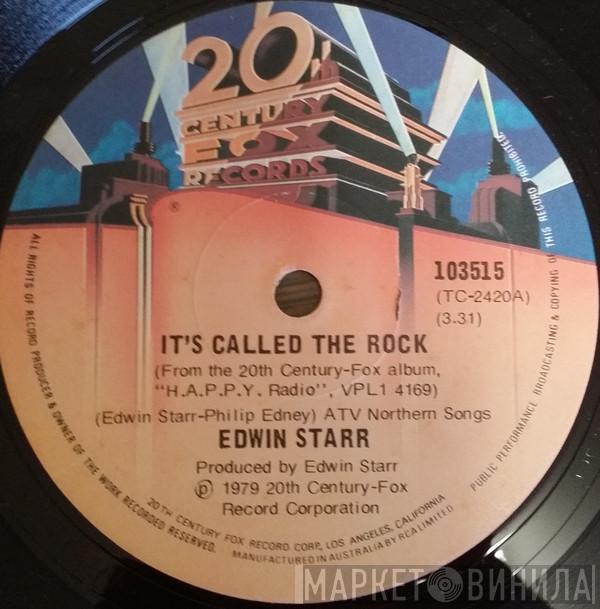 20th
CENTURY
FOX
RECORDS
®
103515
(TC-2420A)
(3.31)
IT'S CALLED THE ROCK
(From the 20th Century-Fox album,
"H.A.P.P.Y. Radio", VPL1 4169)
(Edwin Starr-Philip Edney) ATV Northern Songs
EDWIN STARR
Produced by Edwin Starr
℗ 1979 20th Century-Fox
Record Corporation
ALL RIGHTS OF RECORD PRODUCER & OWNER OF THE WORK RECORDED RESERVED.
PUBLIC PERFORMANCE BROADCASTING & COPYING OF THIS RECORD PROHIBITED.
20TH CENTURY FOX RECORD CORP., LOS ANGELES, CALIFORNIA
MANUFACTURED IN AUSTRALIA BY RCA LIMITED
МАРКЕТ ВИНИЛА